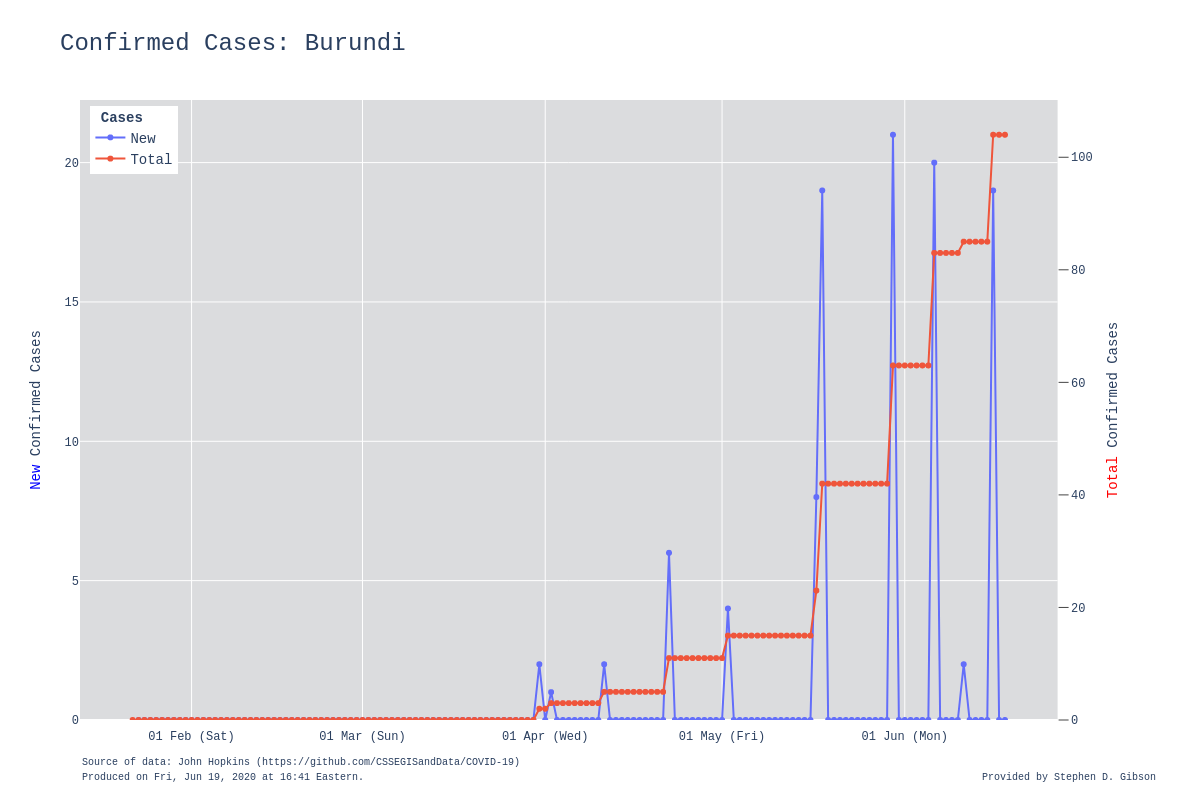 Confirmed Cases: Burundi
Cases
New
Total
20
15
10
5
0
100
80
60
40
20
0
New Confirmed Cases
Total Confirmed Cases
01 Feb (Sat)
01 Mar (Sun)
01 Apr (Wed)
01 May (Fri)
01 Jun (Mon)
Source of data: John Hopkins (https://github.com/CSSEGISandData/COVID-19)
Produced on Fri, Jun 19, 2020 at 16:41 Eastern.
Provided by Stephen D. Gibson